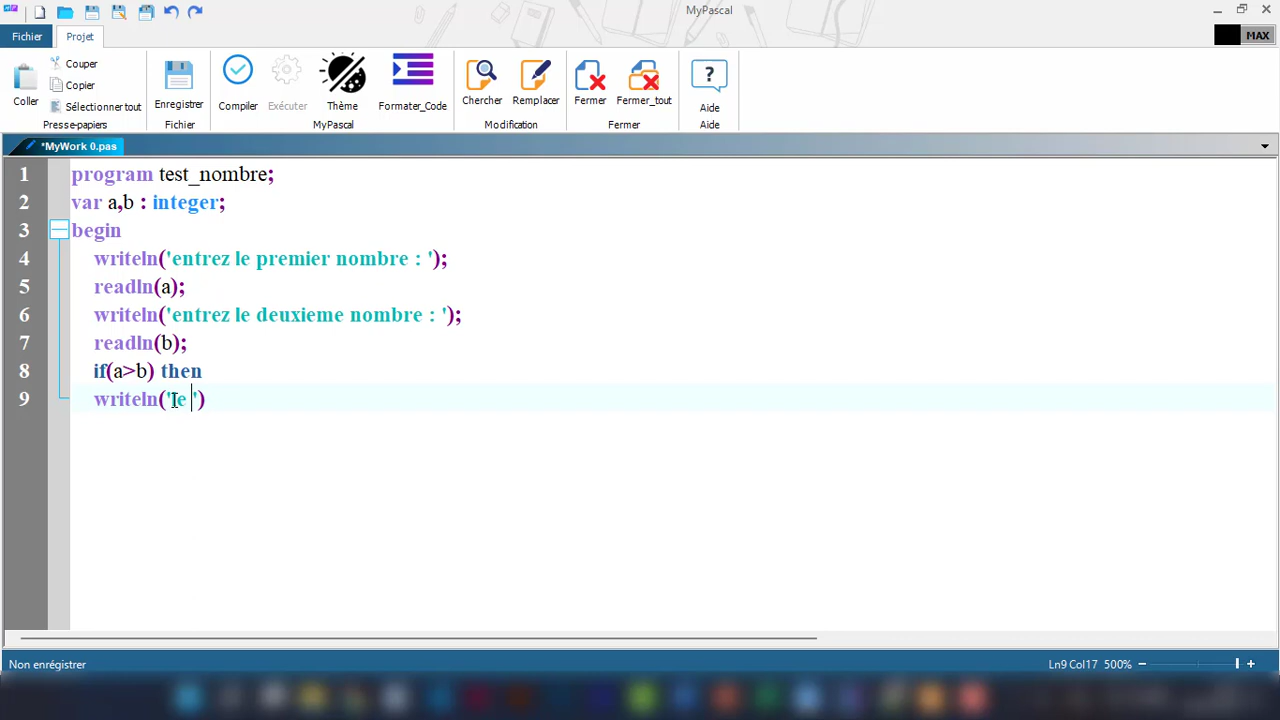 MyPascal
Fichier
Projet
MAX
Coller
Couper
Copier
Sélectionner tout
Presse-papiers
Enregistrer
Fichier
Compiler
Exécuter
Thème
Formater_Code
MyPascal
Chercher
Remplacer
Modification
Fermer
Fermer_tout
Fermer
Aide
Aide
*MyWork 0.pas
1 program test_nombre;
2 var a,b : integer;
3 begin
4 writeln('entrez le premier nombre : ');
5 readln(a);
6 writeln('entrez le deuxieme nombre : ');
7 readln(b);
8 if(a>b) then
9 writeln('le ')
Non enrégistrer
Ln9 Col17 500%